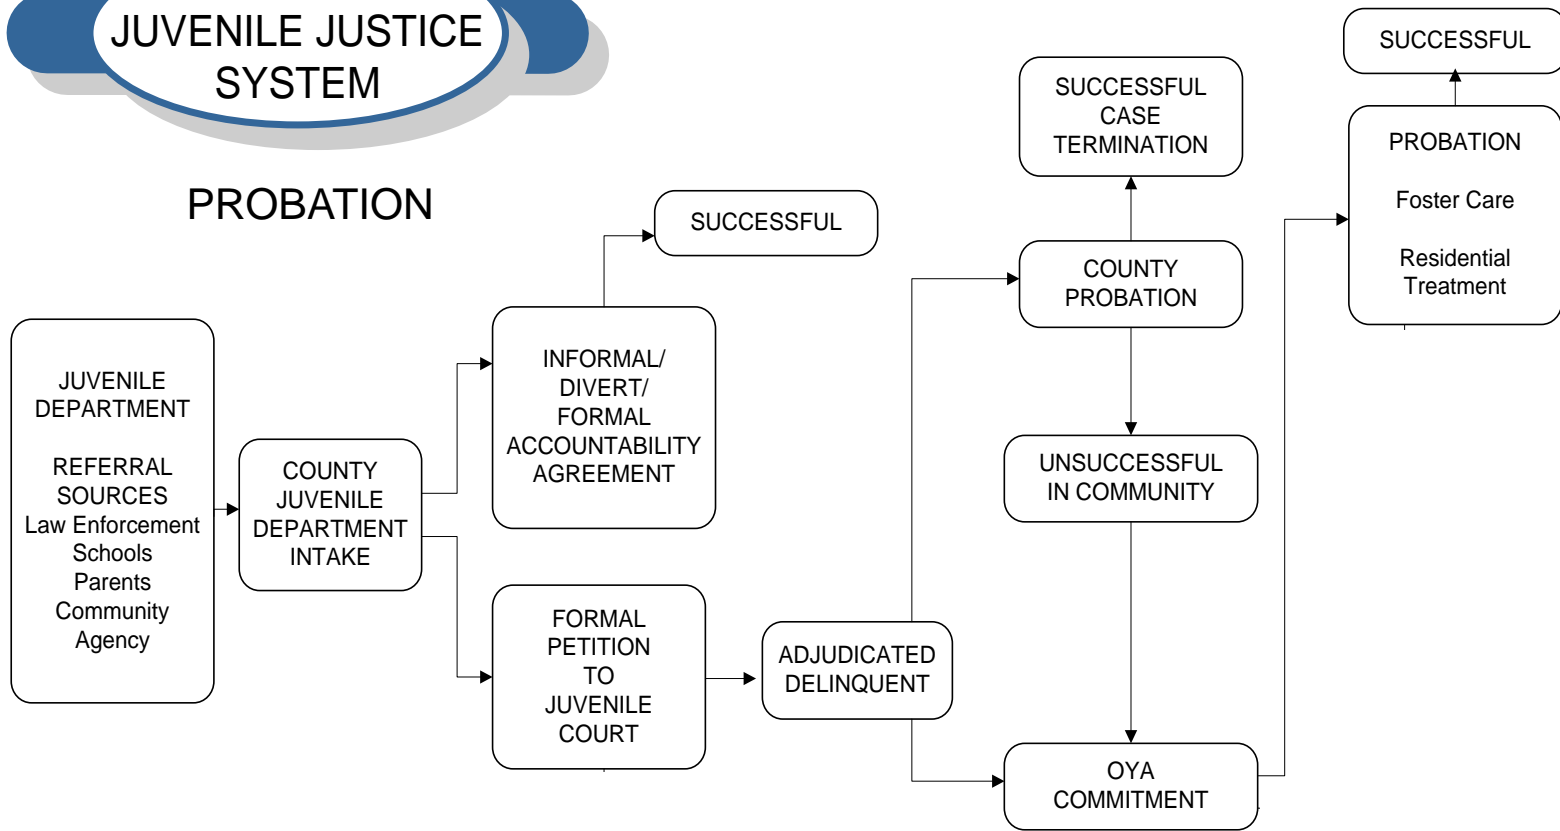 JUVENILE JUSTICE
SYSTEM
PROBATION
JUVENILE
DEPARTMENT
REFERRAL
SOURCES
Law Enforcement
Schools
Parents
Community
Agency
COUNTY
JUVENILE
DEPARTMENT
INTAKE
INFORMAL/
DIVERT/
FORMAL
ACCOUNTABILITY
AGREEMENT
SUCCESSFUL
FORMAL
PETITION
TO
JUVENILE
COURT
ADJUDICATED
DELINQUENT
SUCCESSFUL
CASE
TERMINATION
COUNTY
PROBATION
UNSUCCESSFUL
IN COMMUNITY
OYA
COMMITMENT
SUCCESSFUL
PROBATION
Foster Care
Residential
Treatment